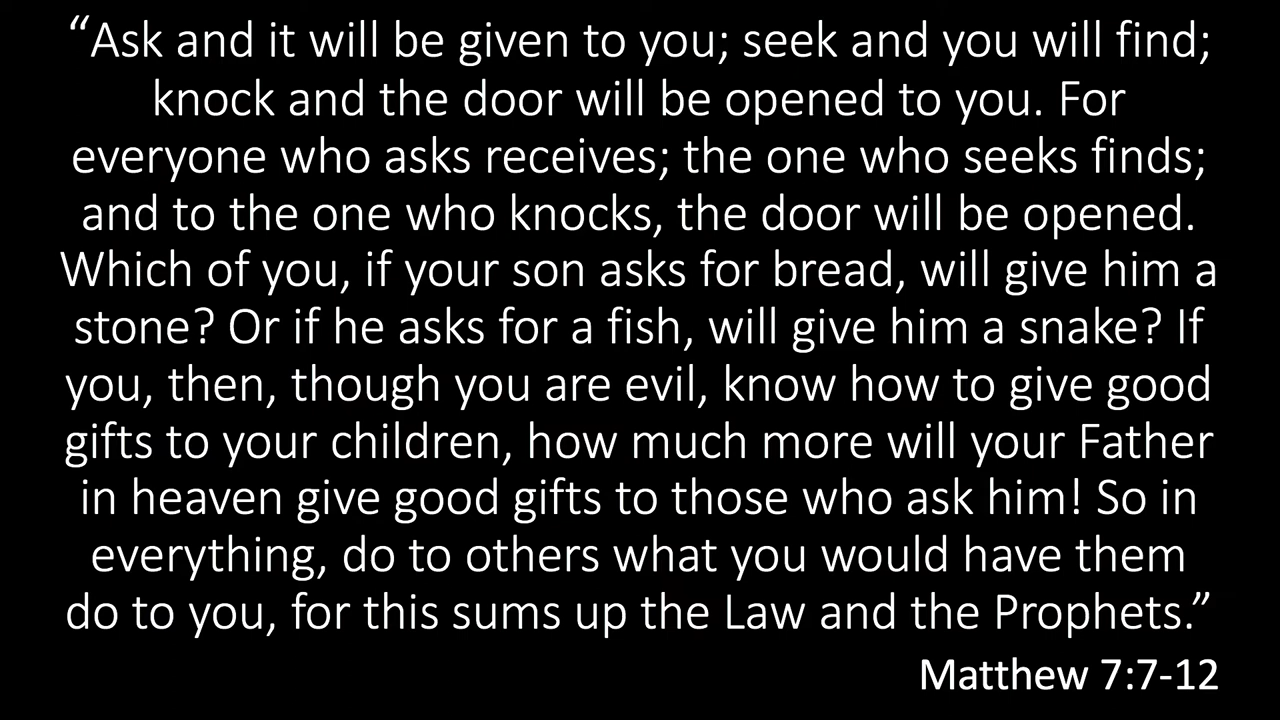 “Ask and it will be given to you; seek and you will find;
knock and the door will be opened to you. For
everyone who asks receives; the one who seeks finds;
and to the one who knocks, the door will be opened.
Which of you, if your son asks for bread, will give him a
stone? Or if he asks for a fish, will give him a snake? If
you, then, though you are evil, know how to give good
gifts to your children, how much more will your Father
in heaven give good gifts to those who ask him! So in
everything, do to others what you would have them
do to you, for this sums up the Law and the Prophets.”
Matthew 7:7-12